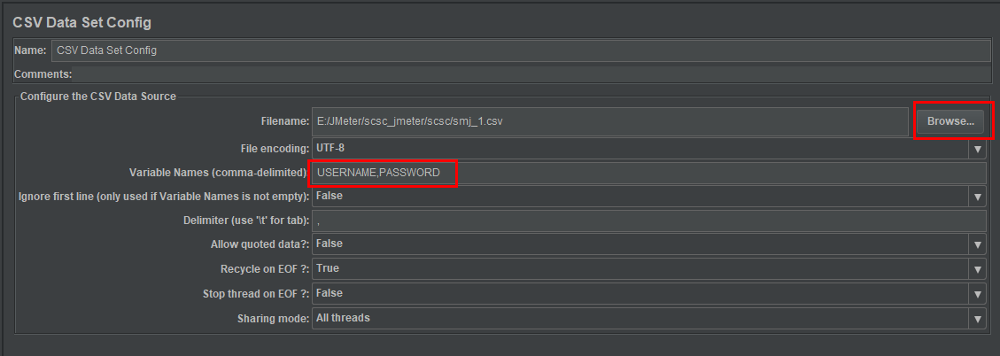 CSV Data Set Config
Name: CSV Data Set Config
Comments:
Configure the CSV Data Source
Filename: E:/JMeter/scsc_jmeter/scsc/smj_1.csv Browse...
File encoding: UTF-8
Variable Names (comma-delimited): USERNAME,PASSWORD
Ignore first line (only used if Variable Names is not empty): False
Delimiter (use '\t' for tab): ,
Allow quoted data?: False
Recycle on EOF ?: True
Stop thread on EOF ?: False
Sharing mode: All threads